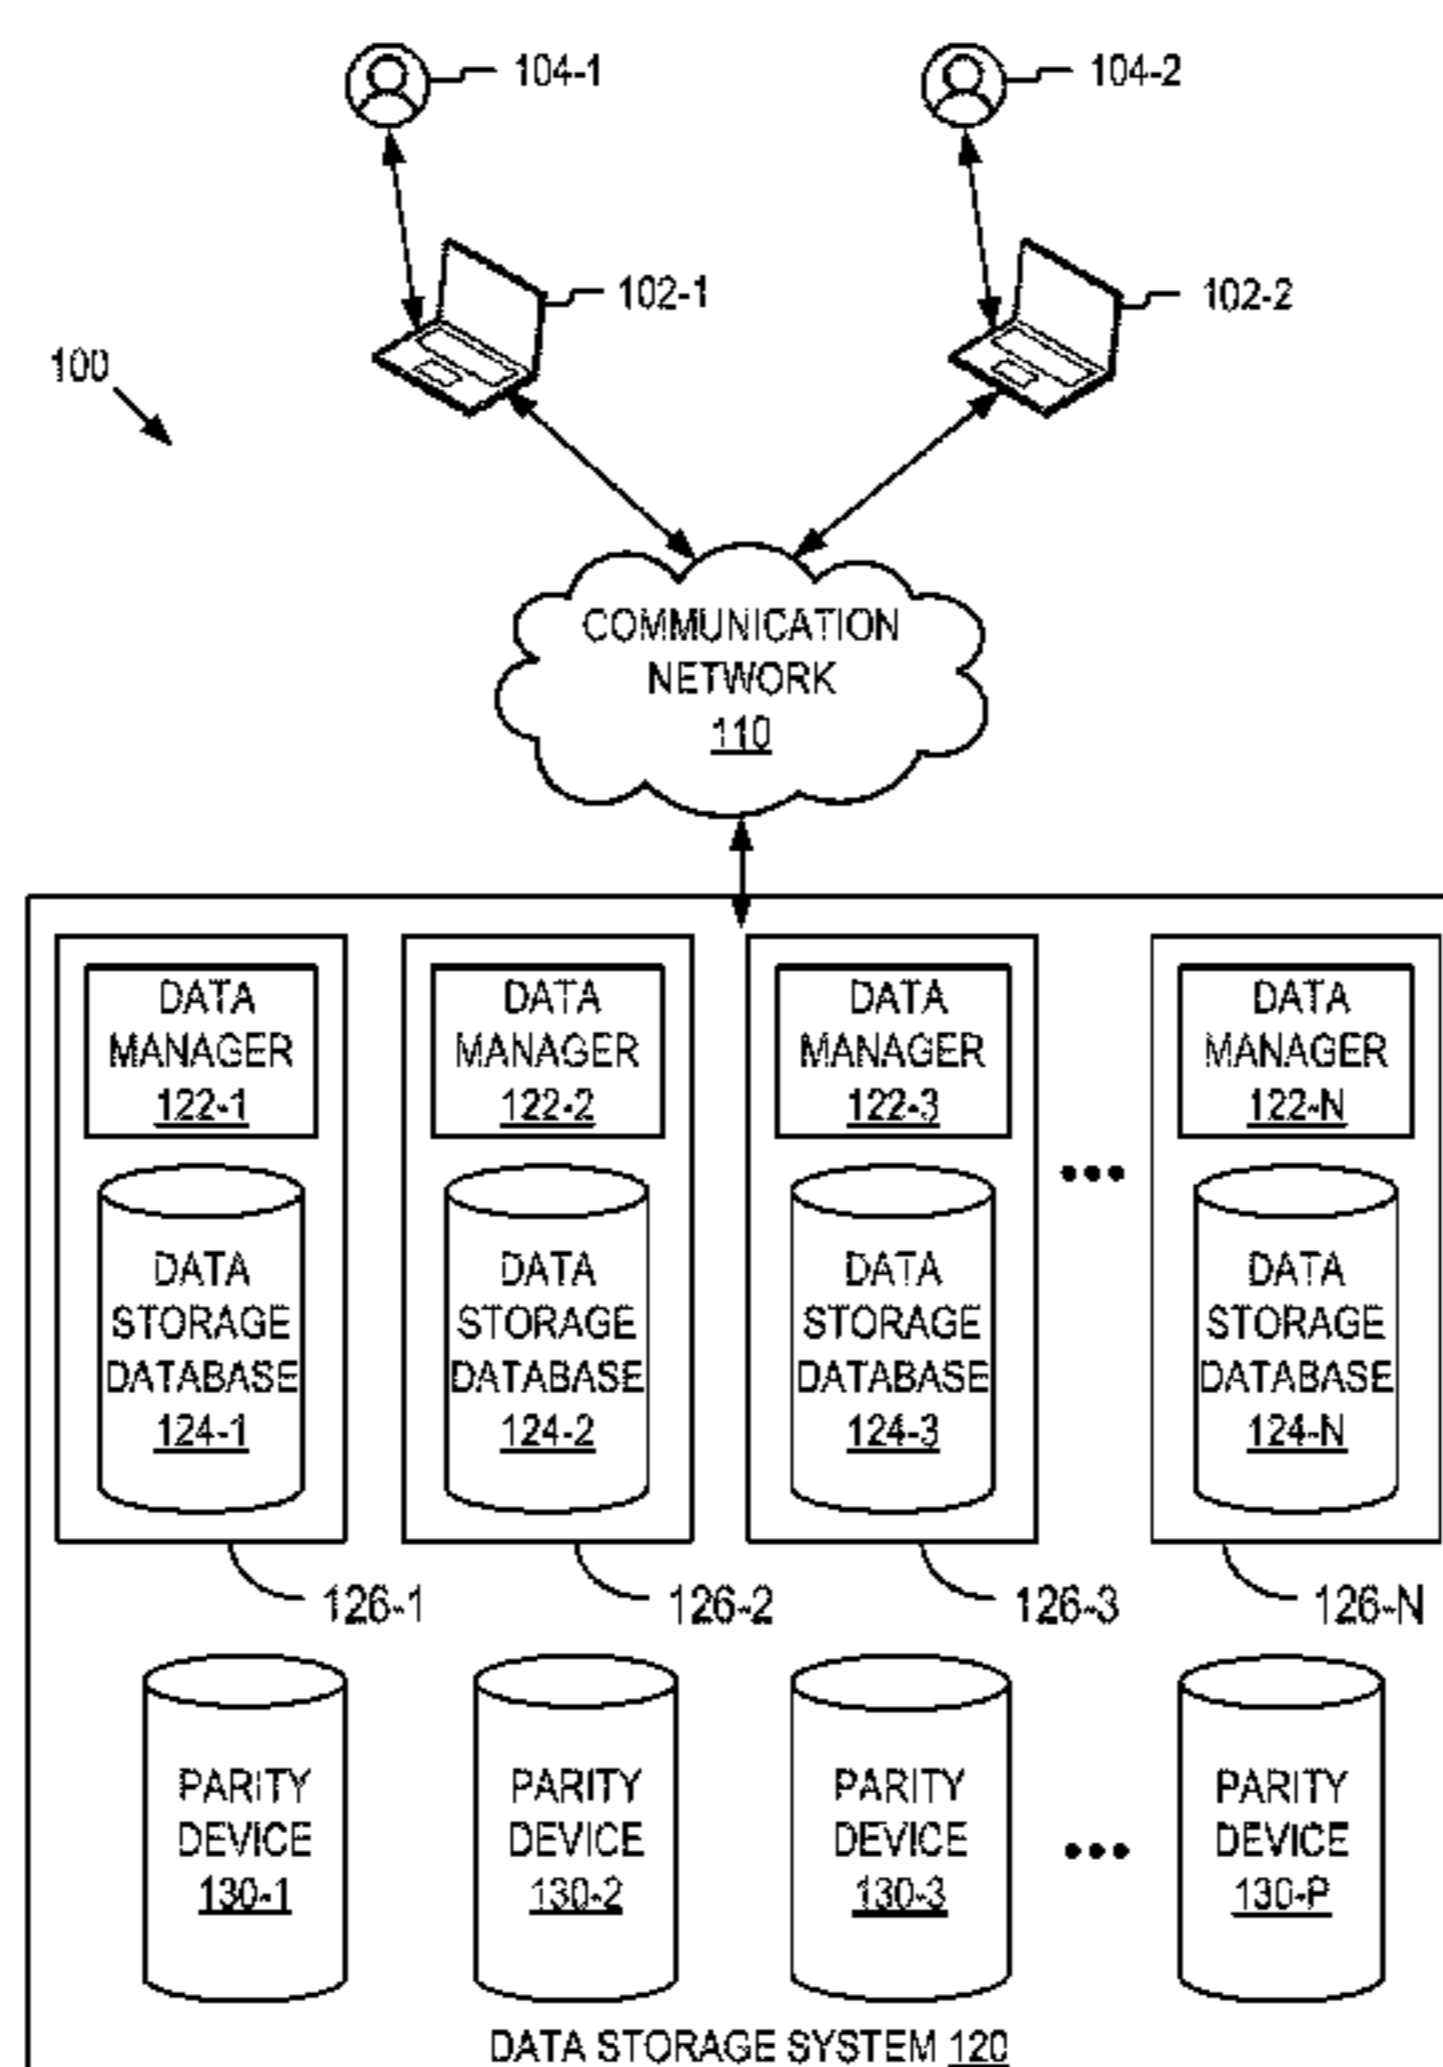 104-1
104-2
102-1
102-2
100
COMMUNICATION
NETWORK
110
DATA
MANAGER
122-1
DATA
STORAGE
DATABASE
124-1
126-1
DATA
MANAGER
122-2
DATA
STORAGE
DATABASE
124-2
126-2
DATA
MANAGER
122-3
DATA
STORAGE
DATABASE
124-3
126-3
DATA
MANAGER
122-N
DATA
STORAGE
DATABASE
124-N
126-N
PARITY
DEVICE
130-1
PARITY
DEVICE
130-2
PARITY
DEVICE
130-3
PARITY
DEVICE
130-P
DATA STORAGE SYSTEM 120